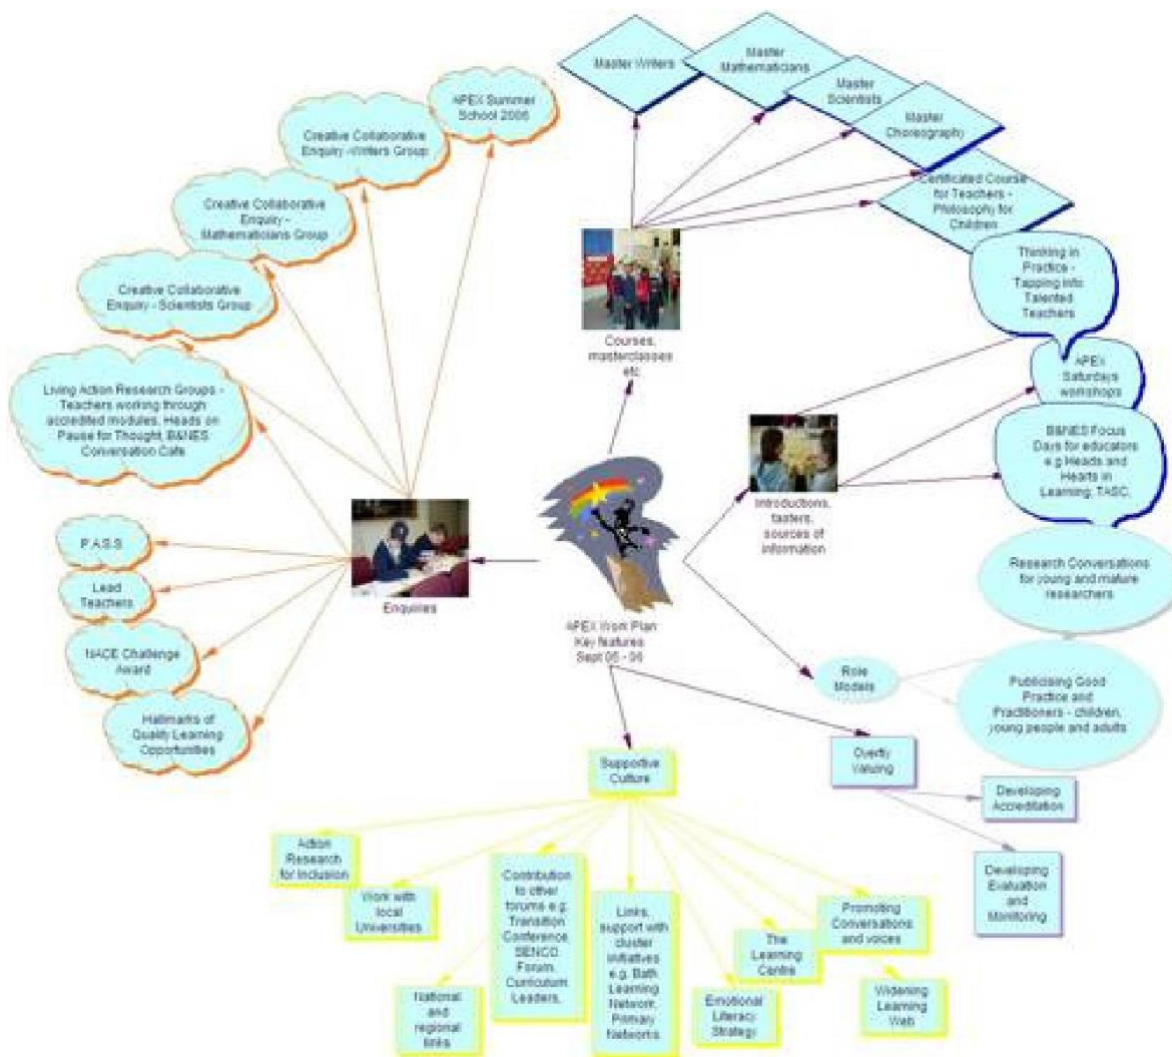 Master Writers
Master
Mathematicians
Master
Scientists
Master
Choreography
Certificated Course
for Teachers -
Philosophy for
Children
APEX Summer
School 2006
Creative Collaborative
Enquiry -Writers Group
Creative Collaborative
Enquiry -
Mathematicians Group
Creative Collaborative
Enquiry - Scientists Group
Living Action Research Groups -
Teachers working through
accredited modules, Heads on
Pause for Thought, B&NES
Conversation Cafe
P.A.S.S
Lead
Teachers
NACE Challenge
Award
Hallmarks of
Quality Learning
Opportunities
Enquiries
Courses,
masterclasses
etc
Thinking in
Practice -
Tapping into
Talented
Teachers
APEX
Saturdays
workshops
B&NES Focus
Days for educators
e.g Heads and
Hearts in
Learning, TASC,
Introductions,
tasters,
sources of
information
APEX Work Plan
Key features
Sept 05 - 06
Research Conversations
for young and mature
researchers
Role
Models
Publicising Good
Practice and
Practitioners - children,
young people and adults
Overtly
Valuing
Developing
Accreditation
Developing
Evaluation
and
Monitoring
Supportive
Culture
Action
Research
for Inclusion
Work with
local
Universities
National
and
regional
links
Contribution
to other
forums e.g.
Transition
Conference,
SENCO
Forum,
Curriculum
Leaders,
Links,
support with
cluster
initiatives
e.g. Bath
Learning
Network,
Primary
Networks
Emotional
Literacy
Strategy
The
Learning
Centre
Promoting
Conversations
and voices
Widening
Learning
Web